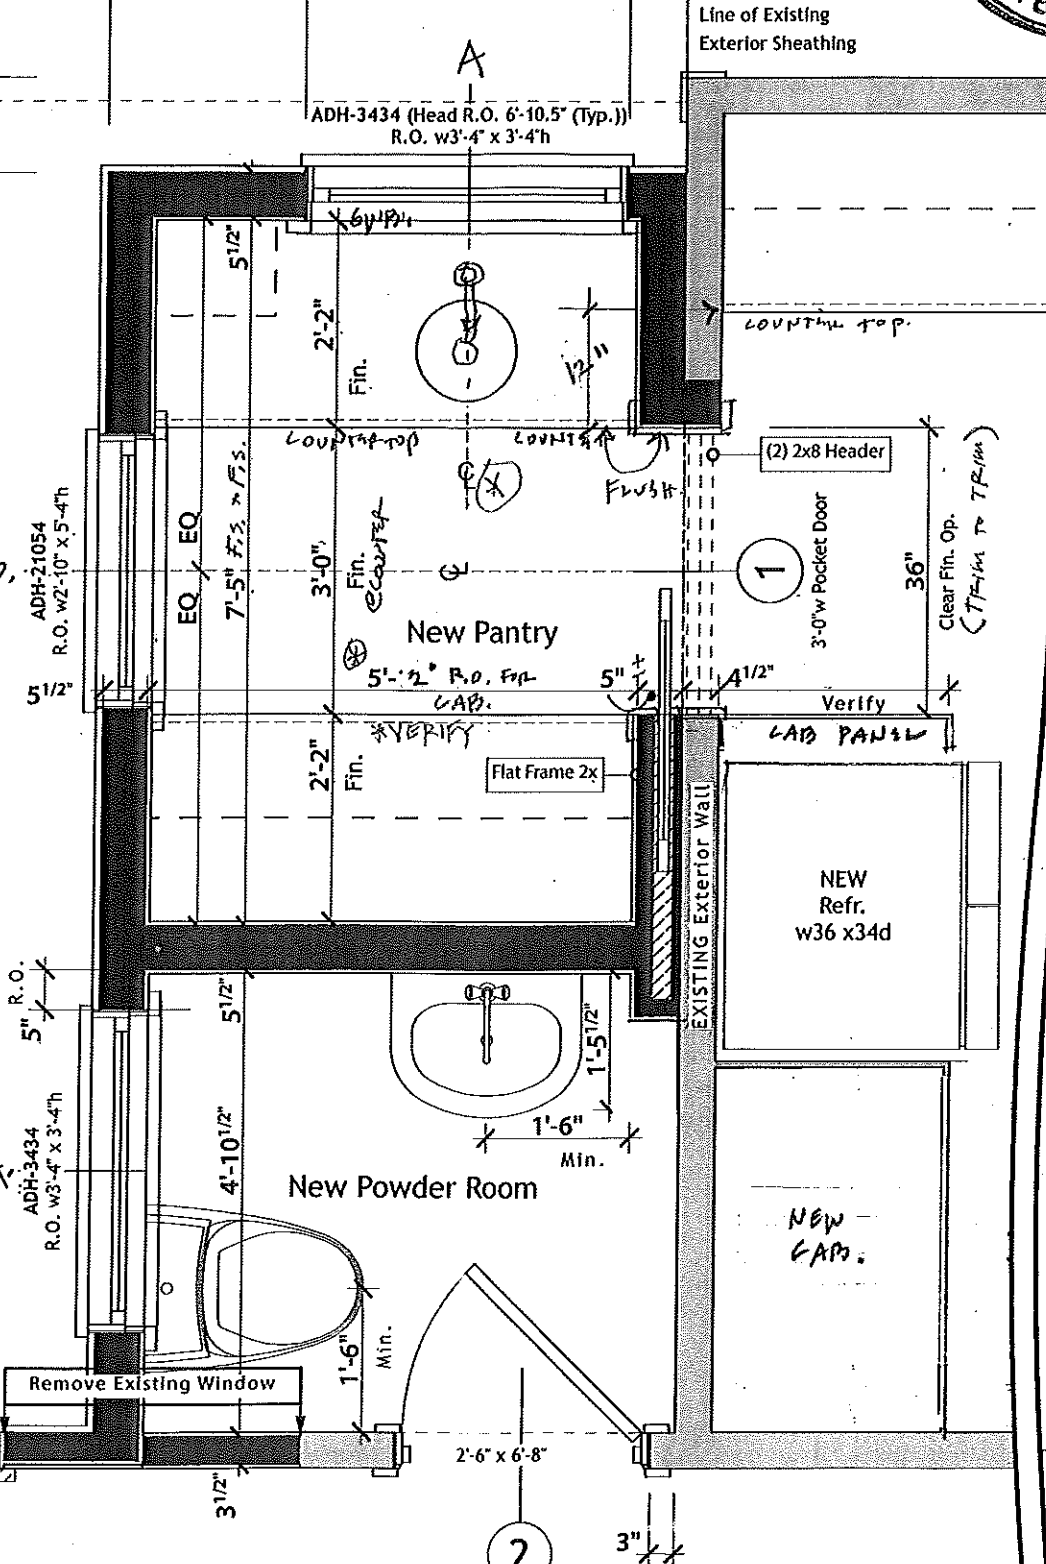 Line of Existing
Exterior Sheathing
A
ADH-3434 (Head R.O. 6'-10.5" (Typ.))
R.O. w3'-4" x 3'-4"h
GWB.
5 1/2"
2'-2"
Fin.
12"
COUNTER TOP.
COUNTERTOP
COUNTER
FLUSH
(2) 2x8 Header
ADH-21054
R.O. w2'-10" x 5'-4"h
EQ
EQ
7'-5" F.S. x F.S.
3'-0"
Fin.
@COUNTER
New Pantry
1
3'-0"w Pocket Door
36"
Clear Fin. Op.
(TRIM TO TRIM)
5 1/2"
5'-2" R.O. FOR
CAB.
*VERIFY
5" ±
4 1/2"
Verify
CAB PANEL
2'-2"
Fin.
Flat Frame 2x
EXISTING Exterior Wall
NEW
Refr.
w36 x34d
5" R.O.
5 1/2"
1'-5 1/2"
1'-6"
Min.
ADH-3434
R.O. w3'-4" x 3'-4"h
4'-10 1/2"
New Powder Room
NEW
CAB.
1'-6"
Min.
Remove Existing Window
2'-6" x 6'-8"
3 1/2"
2
3"